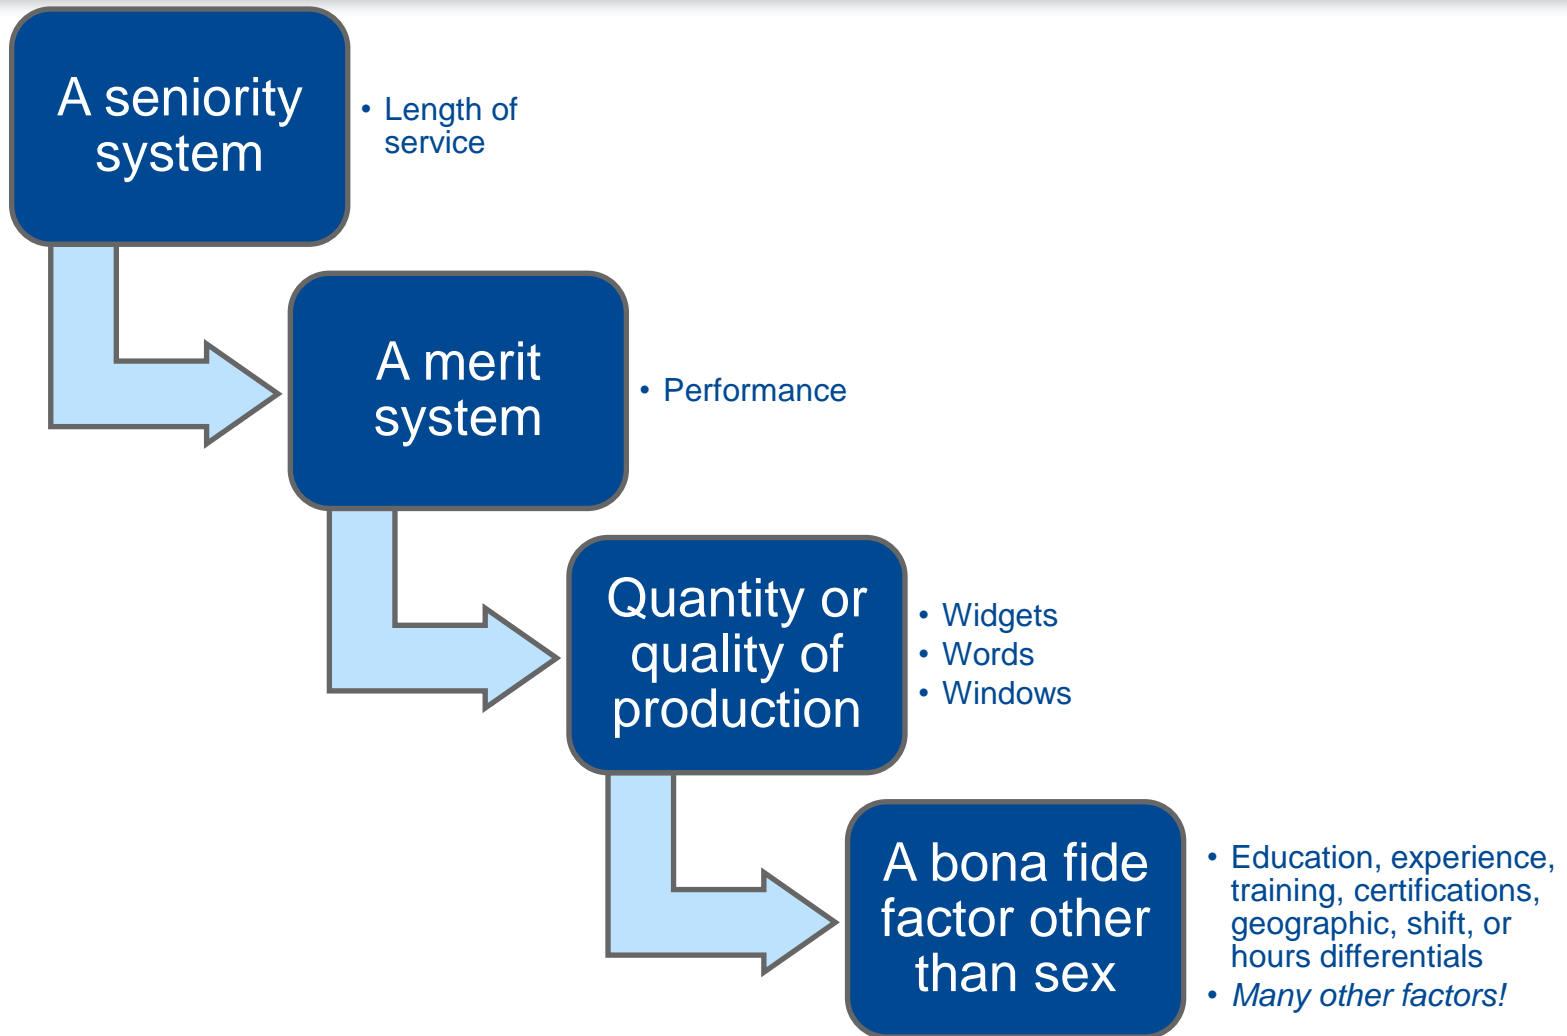 A seniority
system
• Length of
service
A merit
system
• Performance
Quantity or
quality of
production
• Widgets
• Words
• Windows
A bona fide
factor other
than sex
• Education, experience,
training, certifications,
geographic, shift, or
hours differentials
• Many other factors!